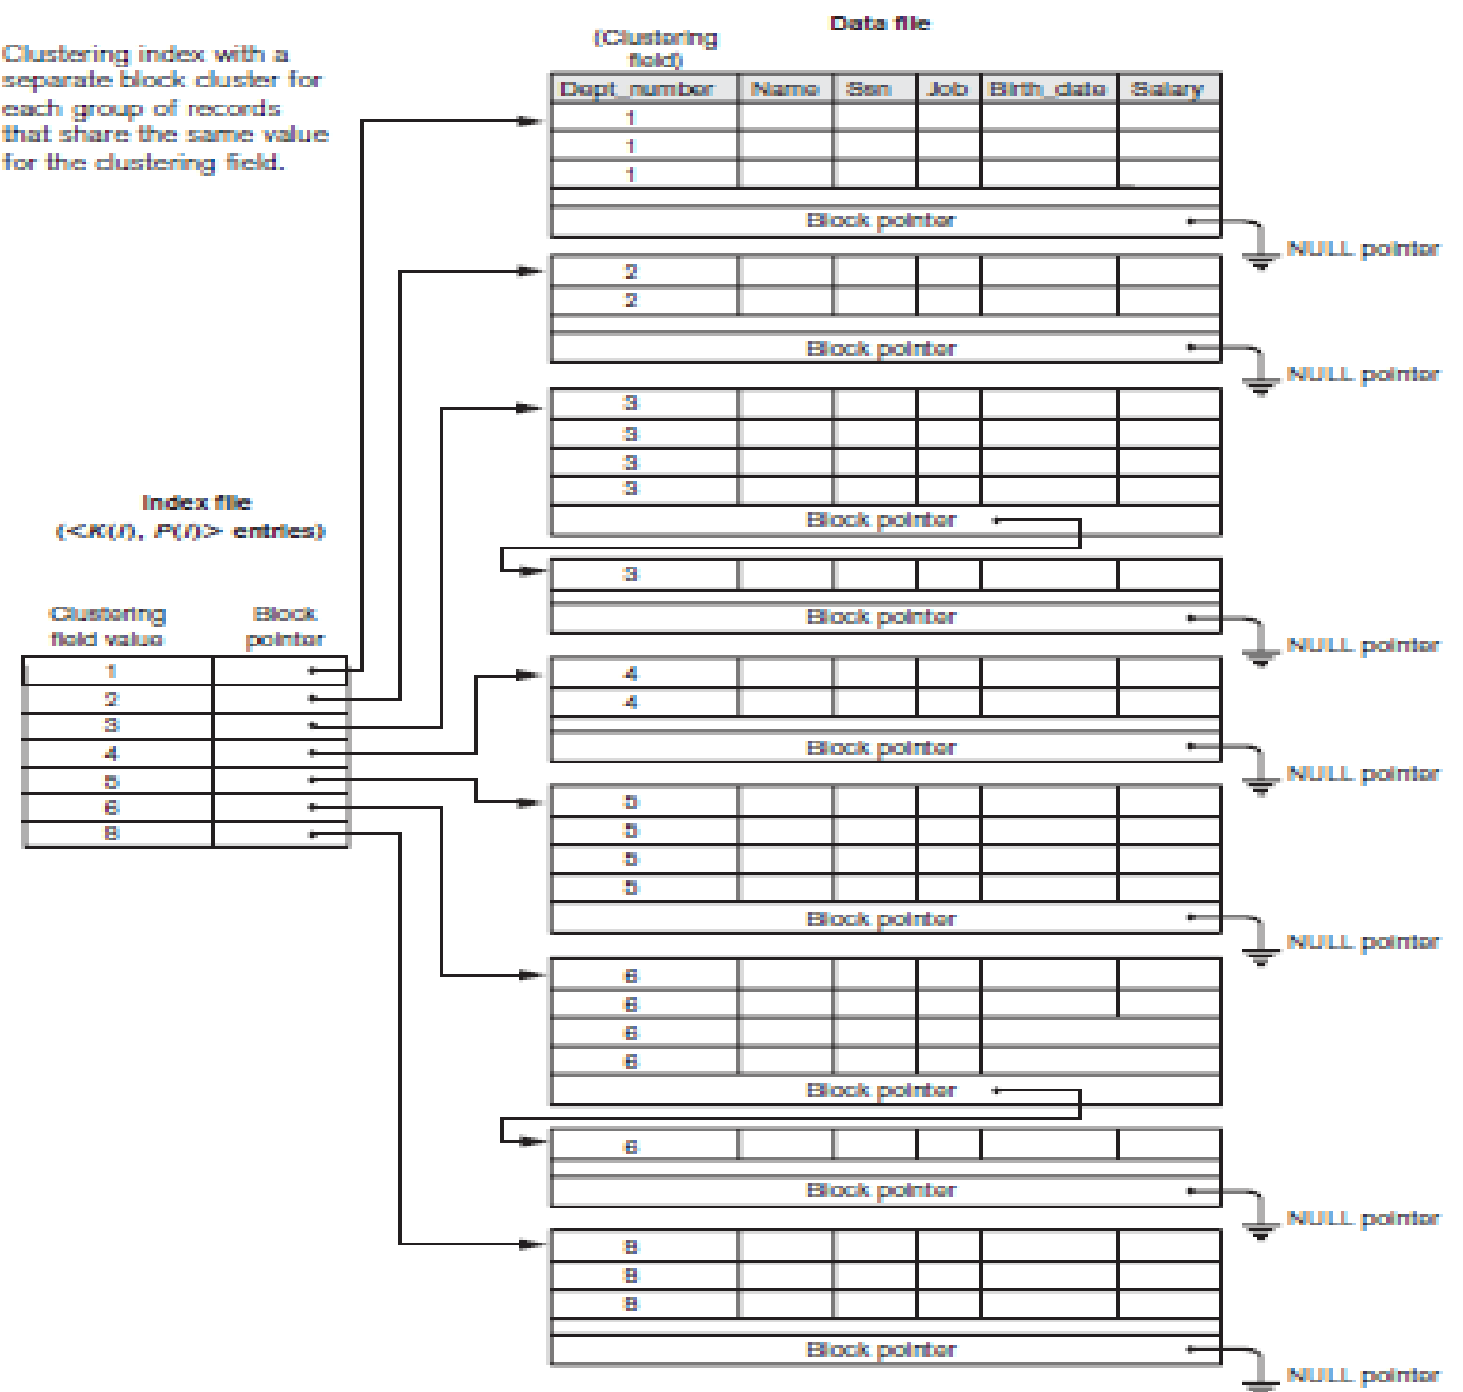 Clustering index with a
separate block cluster for
each group of records
that share the same value
for the clustering field.
Data file
(Clustering
field)
Dept_number Name Ssn Job Birth_date Salary
1
1
1
Block pointer
NULL pointer
2
2
Block pointer
NULL pointer
3
3
3
3
Block pointer
3
Block pointer
NULL pointer
4
4
Block pointer
NULL pointer
5
5
5
5
Block pointer
NULL pointer
6
6
6
6
Block pointer
6
Block pointer
NULL pointer
8
8
8
Block pointer
NULL pointer
Index file
(<K(i), P(i)> entries)
Clustering
field value
Block
pointer
1
2
3
4
5
6
8